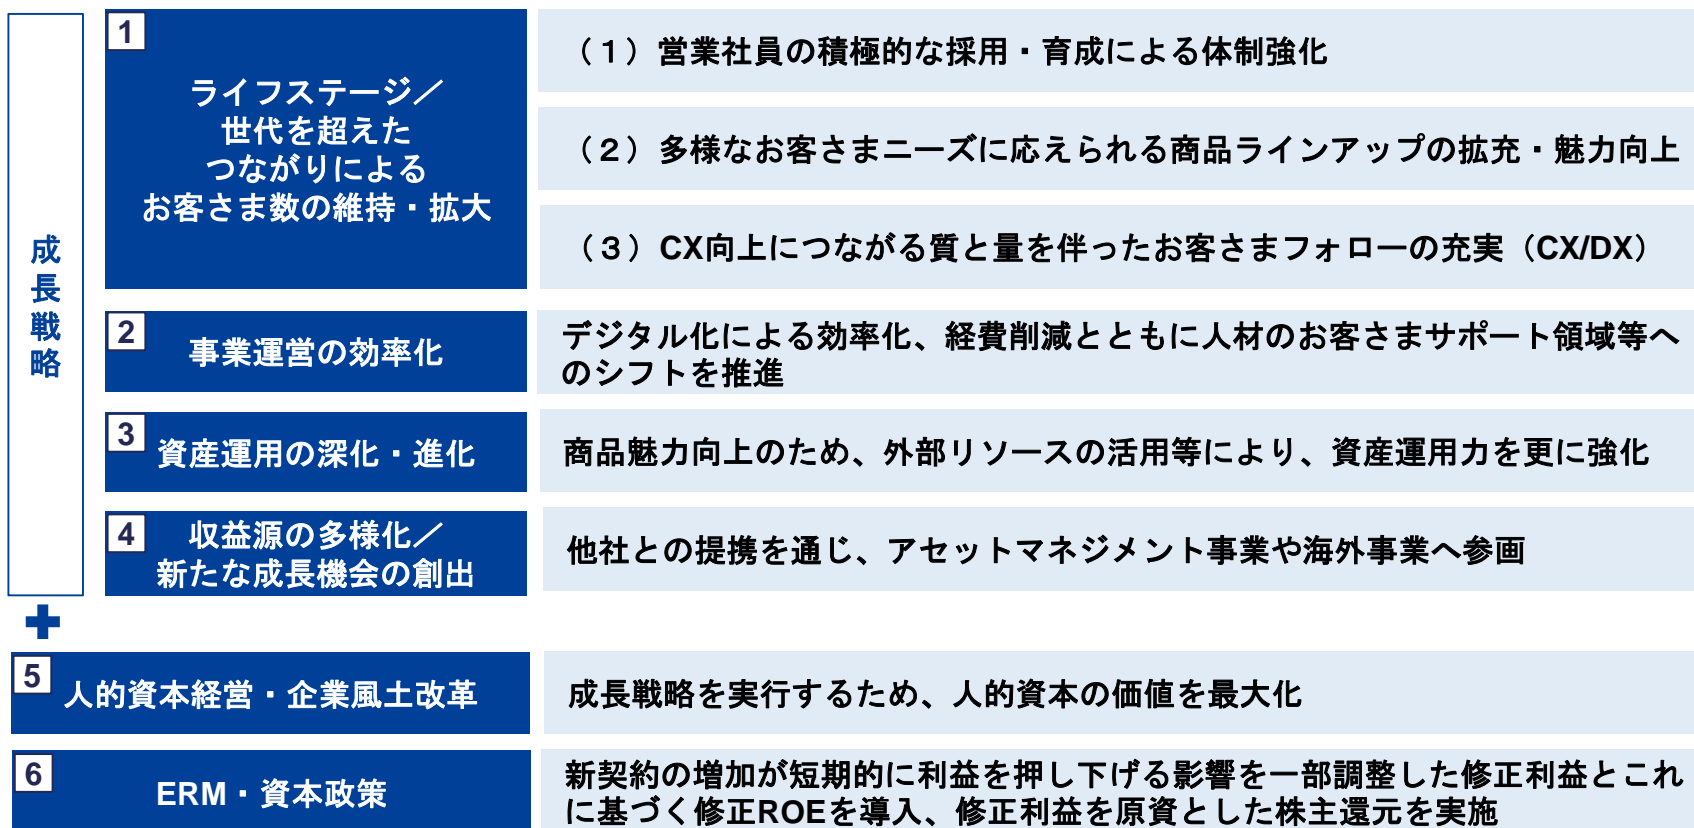 成長戦略
1
ライフステージ／
世代を超えた
つながりによる
お客さま数の維持・拡大
（１）営業社員の積極的な採用・育成による体制強化
（２）多様なお客さまニーズに応えられる商品ラインアップの拡充・魅力向上
（３）CX向上につながる質と量を伴ったお客さまフォローの充実（CX/DX）
2
事業運営の効率化
デジタル化による効率化、経費削減とともに人材のお客さまサポート領域等へ
のシフトを推進
3
資産運用の深化・進化
商品魅力向上のため、外部リソースの活用等により、資産運用力を更に強化
4
収益源の多様化／
新たな成長機会の創出
他社との提携を通じ、アセットマネジメント事業や海外事業へ参画
5
人的資本経営・企業風土改革
成長戦略を実行するため、人的資本の価値を最大化
6
ERM・資本政策
新契約の増加が短期的に利益を押し下げる影響を一部調整した修正利益とこれ
に基づく修正ROEを導入、修正利益を原資とした株主還元を実施